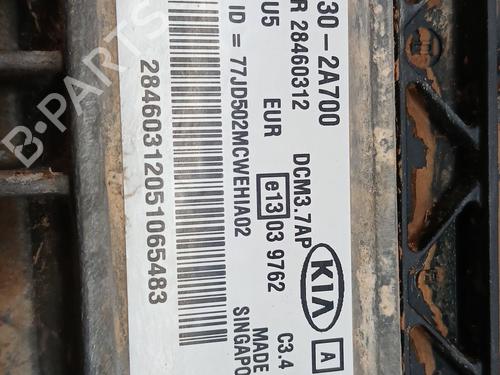 30-2A700
R 28460312
U5 EUR
ID = 77JD502MCWEHIA02
DCM3.7AP
e13 03 9762
KIA
A
C3.4
MADE
SINGAPO
28460312051065483
B-PARTS